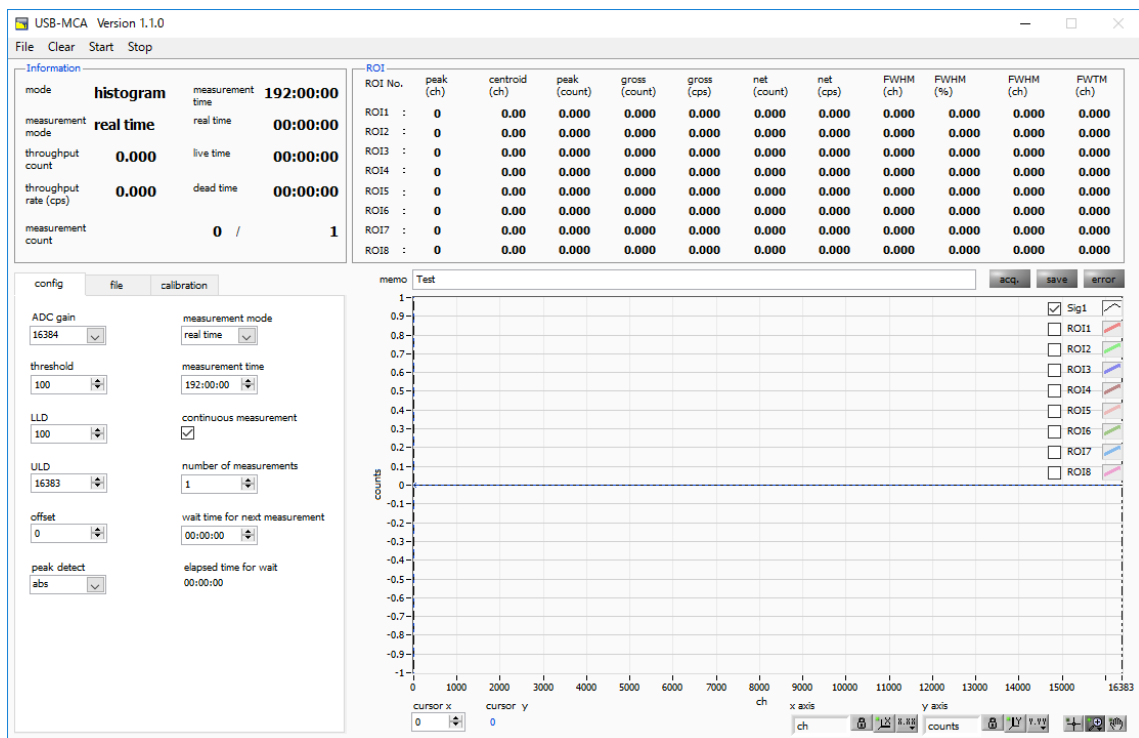 USB-MCA Version 1.1.0
File Clear Start Stop
Information
mode histogram measurement time 192:00:00
measurement mode real time real time 00:00:00
throughput count 0.000 live time 00:00:00
throughput rate (cps) 0.000 dead time 00:00:00
measurement count 0 / 1
ROI
ROI No. peak (ch) centroid (ch) peak (count) gross (count) gross (cps) net (count) net (cps) FWHM (ch) FWHM (%) FWHM (ch) FWTM (ch)
ROI1 : 0 0.00 0.000 0.000 0.000 0.000 0.000 0.000 0.000 0.000 0.000
ROI2 : 0 0.00 0.000 0.000 0.000 0.000 0.000 0.000 0.000 0.000 0.000
ROI3 : 0 0.00 0.000 0.000 0.000 0.000 0.000 0.000 0.000 0.000 0.000
ROI4 : 0 0.00 0.000 0.000 0.000 0.000 0.000 0.000 0.000 0.000 0.000
ROI5 : 0 0.00 0.000 0.000 0.000 0.000 0.000 0.000 0.000 0.000 0.000
ROI6 : 0 0.00 0.000 0.000 0.000 0.000 0.000 0.000 0.000 0.000 0.000
ROI7 : 0 0.00 0.000 0.000 0.000 0.000 0.000 0.000 0.000 0.000 0.000
ROI8 : 0 0.00 0.000 0.000 0.000 0.000 0.000 0.000 0.000 0.000 0.000
config file calibration
ADC gain measurement mode
16384 real time
threshold measurement time
100 192:00:00
LLD continuous measurement
100
ULD number of measurements
16383 1
offset wait time for next measurement
0 00:00:00
peak detect elapsed time for wait
abs 00:00:00
memo Test acq. save error
1
0.9
0.8
0.7
0.6
0.5
0.4
0.3
0.2
0.1
0
-0.1
-0.2
-0.3
-0.4
-0.5
-0.6
-0.7
-0.8
-0.9
-1
counts
Sig1
ROI1
ROI2
ROI3
ROI4
ROI5
ROI6
ROI7
ROI8
0 1000 2000 3000 4000 5000 6000 7000 8000 9000 10000 11000 12000 13000 14000 15000 16383
ch
cursor x cursor y x axis y axis
0 0 ch X X.XX counts Y Y.YY